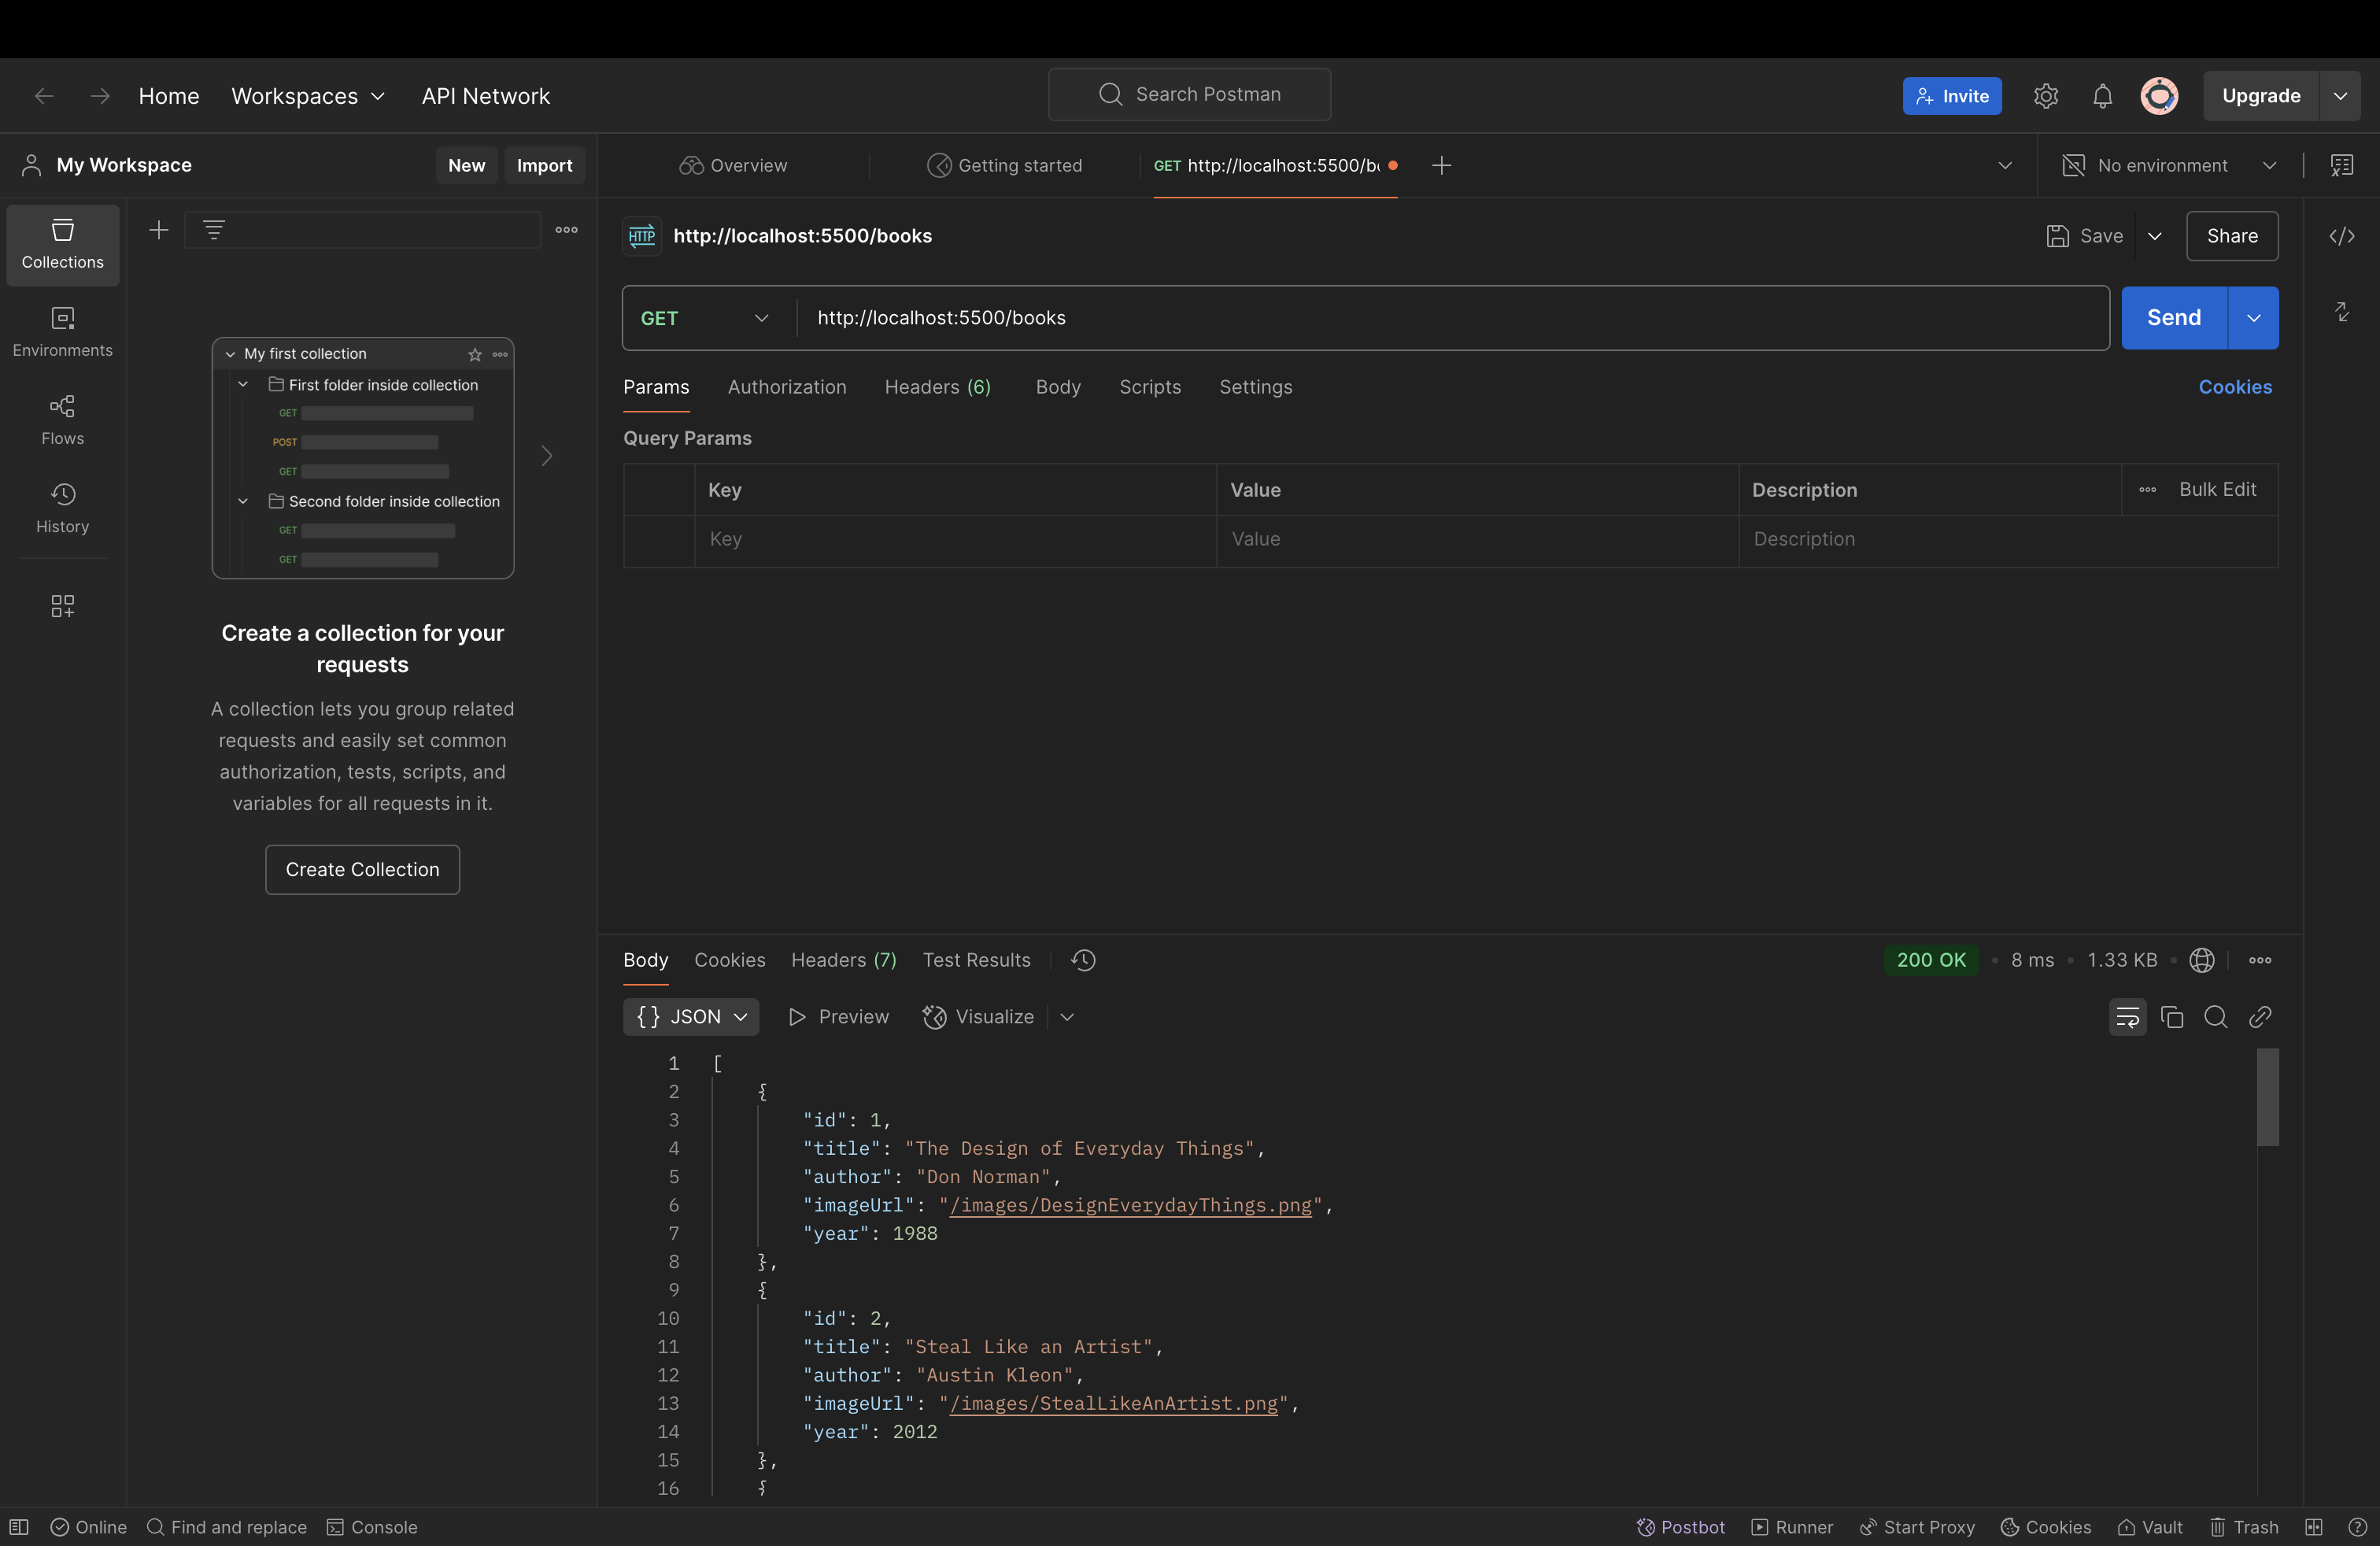 Home Workspaces API Network Search Postman Invite Upgrade
My Workspace New Import
Overview Getting started GET http://localhost:5500/b No environment
Collections
Environments
Flows
History
My first collection
First folder inside collection
GET
POST
GET
Second folder inside collection
GET
GET
Create a collection for your
requests
A collection lets you group related
requests and easily set common
authorization, tests, scripts, and
variables for all requests in it.
Create Collection
HTTP http://localhost:5500/books Save Share
GET http://localhost:5500/books Send
Params Authorization Headers (6) Body Scripts Settings Cookies
Query Params
Key Value Description Bulk Edit
Key Value Description
Body Cookies Headers (7) Test Results 200 OK • 8 ms • 1.33 KB •
{} JSON Preview Visualize
1 [
2 {
3 "id": 1,
4 "title": "The Design of Everyday Things",
5 "author": "Don Norman",
6 "imageUrl": "/images/DesignEverydayThings.png",
7 "year": 1988
8 },
9 {
10 "id": 2,
11 "title": "Steal Like an Artist",
12 "author": "Austin Kleon",
13 "imageUrl": "/images/StealLikeAnArtist.png",
14 "year": 2012
15 },
16 {
Online Find and replace Console Postbot Runner Start Proxy Cookies Vault Trash